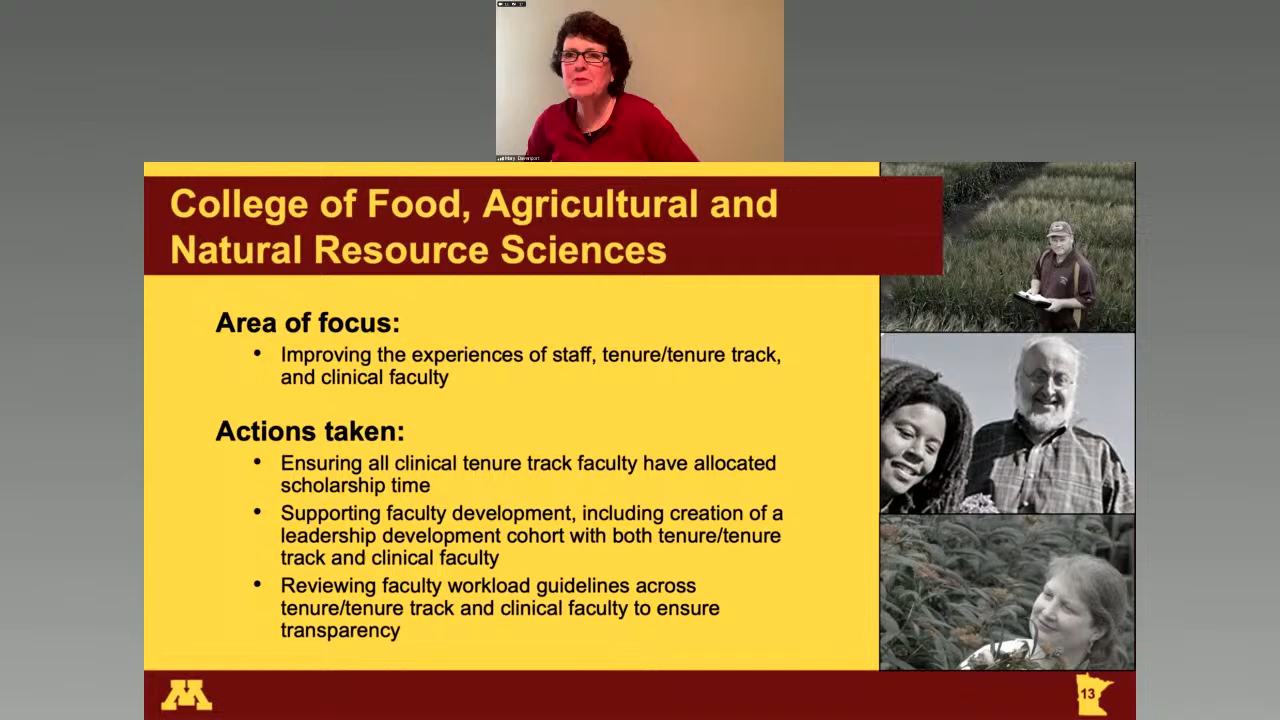 Mary Davenport
College of Food, Agricultural and
Natural Resource Sciences
Area of focus:
• Improving the experiences of staff, tenure/tenure track,
and clinical faculty
Actions taken:
• Ensuring all clinical tenure track faculty have allocated
scholarship time
• Supporting faculty development, including creation of a
leadership development cohort with both tenure/tenure
track and clinical faculty
• Reviewing faculty workload guidelines across
tenure/tenure track and clinical faculty to ensure
transparency
M
13